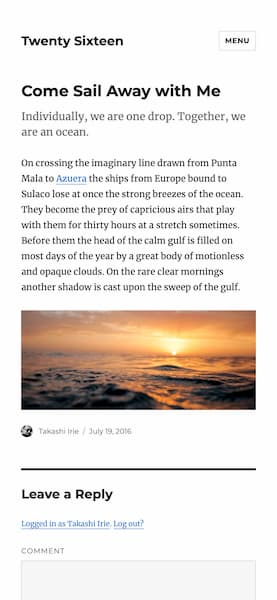 Twenty Sixteen
MENU
Come Sail Away with Me
Individually, we are one drop. Together, we
are an ocean.
On crossing the imaginary line drawn from Punta
Mala to Azuera the ships from Europe bound to
Sulaco lose at once the strong breezes of the ocean.
They become the prey of capricious airs that play
with them for thirty hours at a stretch sometimes.
Before them the head of the calm gulf is filled on
most days of the year by a great body of motionless
and opaque clouds. On the rare clear mornings
another shadow is cast upon the sweep of the gulf.
Takashi Irie / July 19, 2016
Leave a Reply
Logged in as Takashi Irie. Log out?
COMMENT